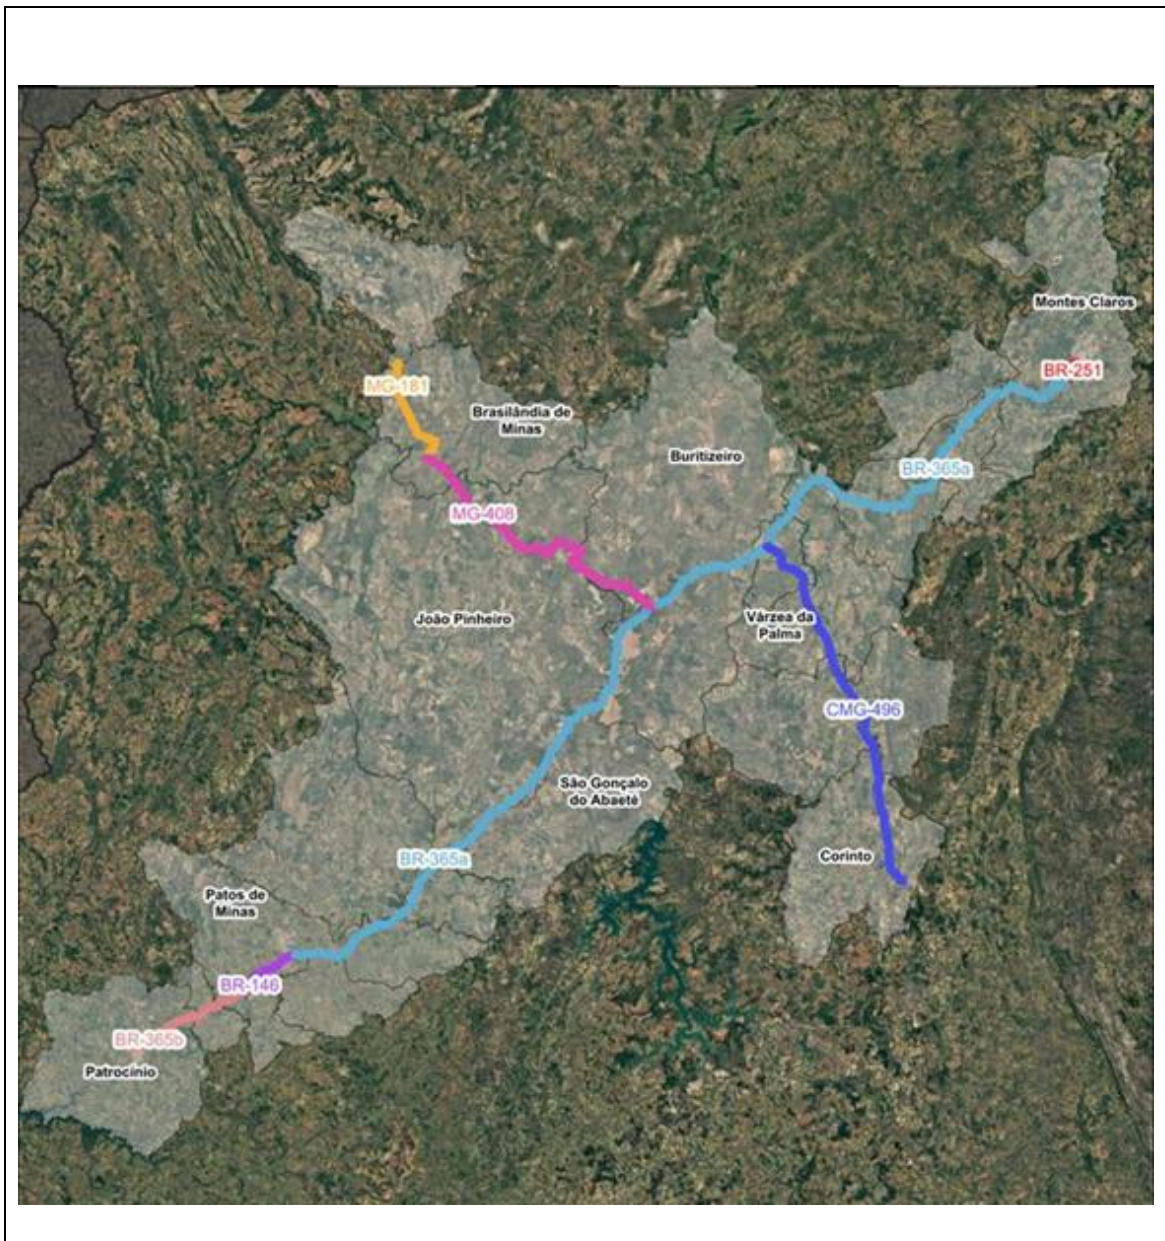 Montes Claros
BR-251
MG-181
Brasilândia de
Minas
Buritizeiro
BR-365a
MG-408
João Pinheiro
Várzea da
Palma
CMG-496
São Gonçalo
do Abaeté
BR-365a
Corinto
Patos de
Minas
BR-146
BR-365b
Patrocínio